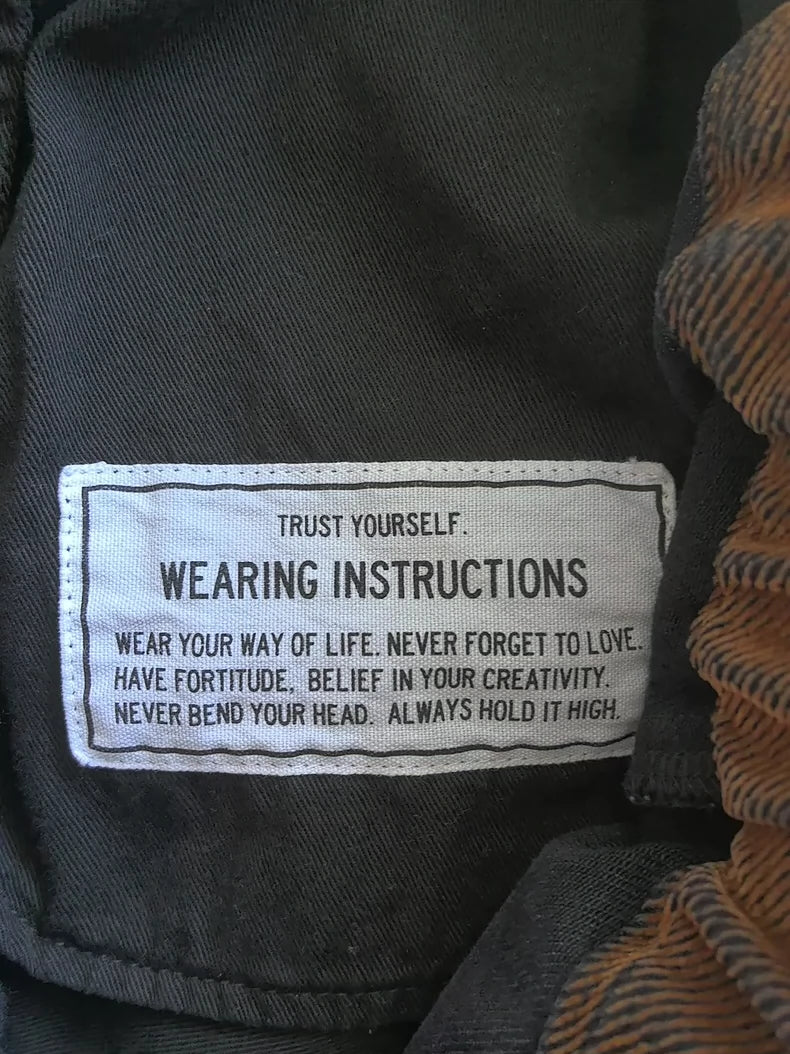 TRUST YOURSELF.
WEARING INSTRUCTIONS
WEAR YOUR WAY OF LIFE. NEVER FORGET TO LOVE.
HAVE FORTITUDE, BELIEF IN YOUR CREATIVITY.
NEVER BEND YOUR HEAD. ALWAYS HOLD IT HIGH.